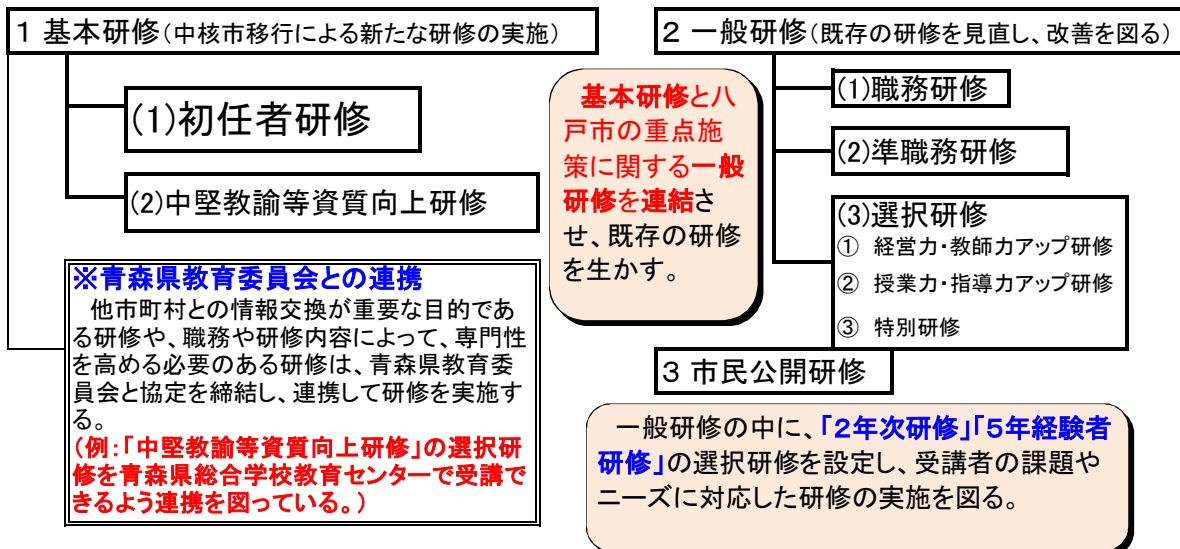 １ 基本研修（中核市移行による新たな研修の実施）
(1)初任者研修
(2)中堅教諭等資質向上研修
※青森県教育委員会との連携
他市町村との情報交換が重要な目的であ
る研修や、職務や研修内容によって、専門性
を高める必要のある研修は、青森県教育委
員会と協定を締結し、連携して研修を実施す
る。
（例：「中堅教諭等資質向上研修」の選択研
修を青森県総合学校教育センターで受講で
きるよう連携を図っている。）
基本研修と八
戸市の重点施
策に関する一般
研修を連結さ
せ、既存の研修
を生かす。
２ 一般研修（既存の研修を見直し、改善を図る）
(1)職務研修
(2)準職務研修
(3)選択研修
① 経営力・教師力アップ研修
② 授業力・指導力アップ研修
③ 特別研修
３ 市民公開研修
一般研修の中に、「２年次研修」「５年経験者
研修」の選択研修を設定し、受講者の課題や
ニーズに対応した研修の実施を図る。